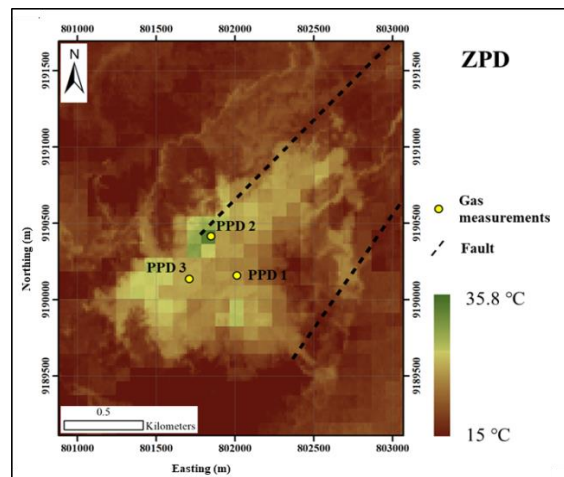 801000 801500 802000 802500 803000
ZPD
N
9191500 9191500
9191000 9191000
9190500 9190500
9190000 9190000
9189500 9189500
PPD 2
PPD 3
PPD 1
Gas
measurements
Fault
35.8 °C
15 °C
0.5
Kilometers
801000 801500 802000 802500 803000
Northing (m)
Easting (m)